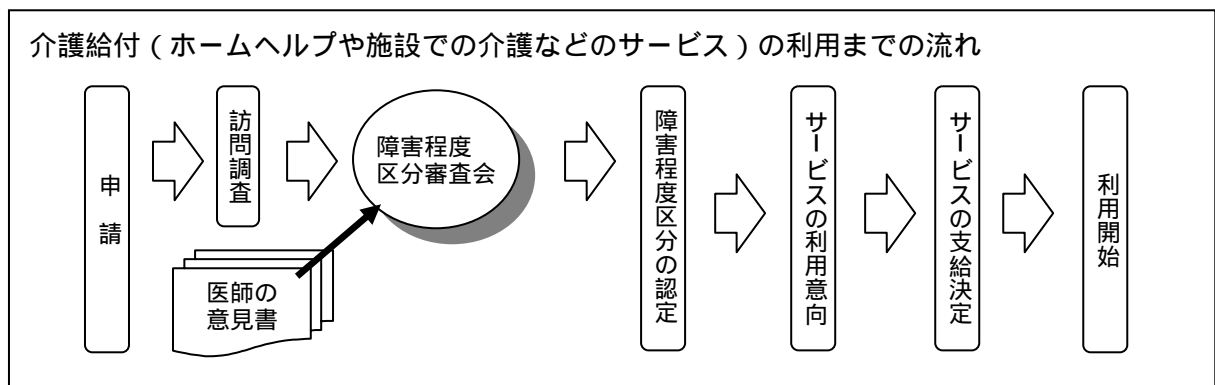 介護給付（ホームヘルプや施設での介護などのサービス）の利用までの流れ
申請
訪問調査
障害程度
区分審査会
医師の
意見書
障害程度区分の認定
サービスの利用意向
サービスの支給決定
利用開始